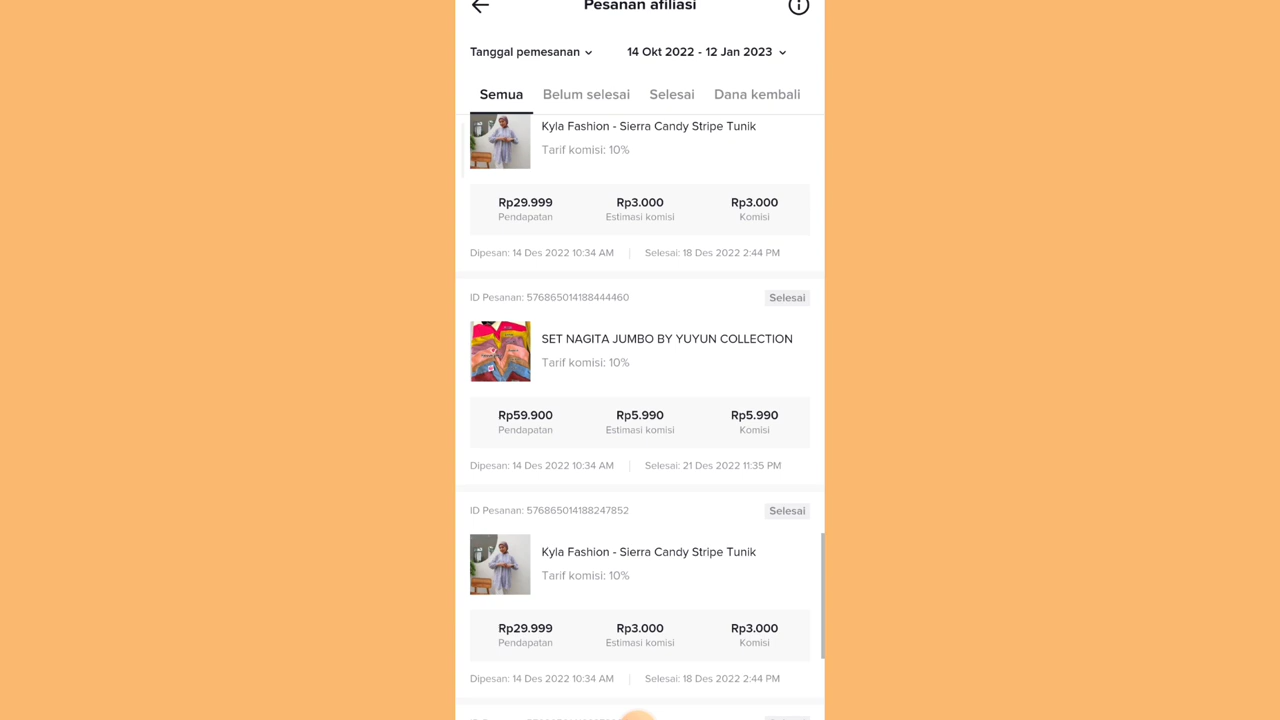 Pesanan afiliasi
Tanggal pemesanan 14 Okt 2022 - 12 Jan 2023
Semua Belum selesai Selesai Dana kembali
Kyla Fashion - Sierra Candy Stripe Tunik
Tarif komisi: 10%
Rp29.999 Rp3.000 Rp3.000
Pendapatan Estimasi komisi Komisi
Dipesan: 14 Des 2022 10:34 AM | Selesai: 18 Des 2022 2:44 PM
ID Pesanan: 576865014188444460 Selesai
SET NAGITA JUMBO BY YUYUN COLLECTION
Tarif komisi: 10%
Rp59.900 Rp5.990 Rp5.990
Pendapatan Estimasi komisi Komisi
Dipesan: 14 Des 2022 10:34 AM | Selesai: 21 Des 2022 11:35 PM
ID Pesanan: 576865014188247852 Selesai
Kyla Fashion - Sierra Candy Stripe Tunik
Tarif komisi: 10%
Rp29.999 Rp3.000 Rp3.000
Pendapatan Estimasi komisi Komisi
Dipesan: 14 Des 2022 10:34 AM | Selesai: 18 Des 2022 2:44 PM